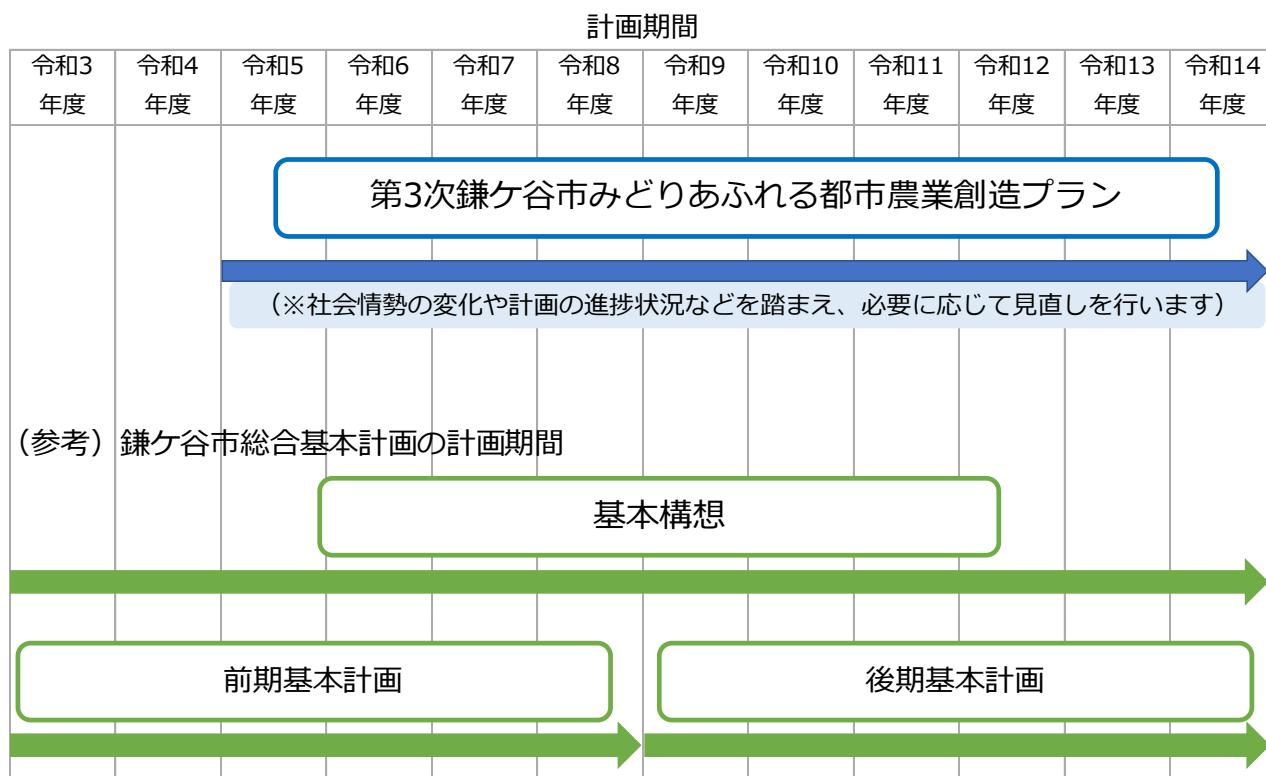 計画期間
令和3 令和4 令和5 令和6 令和7 令和8 令和9 令和10 令和11 令和12 令和13 令和14
年度 年度 年度 年度 年度 年度 年度 年度 年度 年度 年度 年度
第3次鎌ケ谷市みどりあふれる都市農業創造プラン
（※社会情勢の変化や計画の進捗状況などを踏まえ、必要に応じて見直しを行います）
（参考）鎌ケ谷市総合基本計画の計画期間
基本構想
前期基本計画 後期基本計画